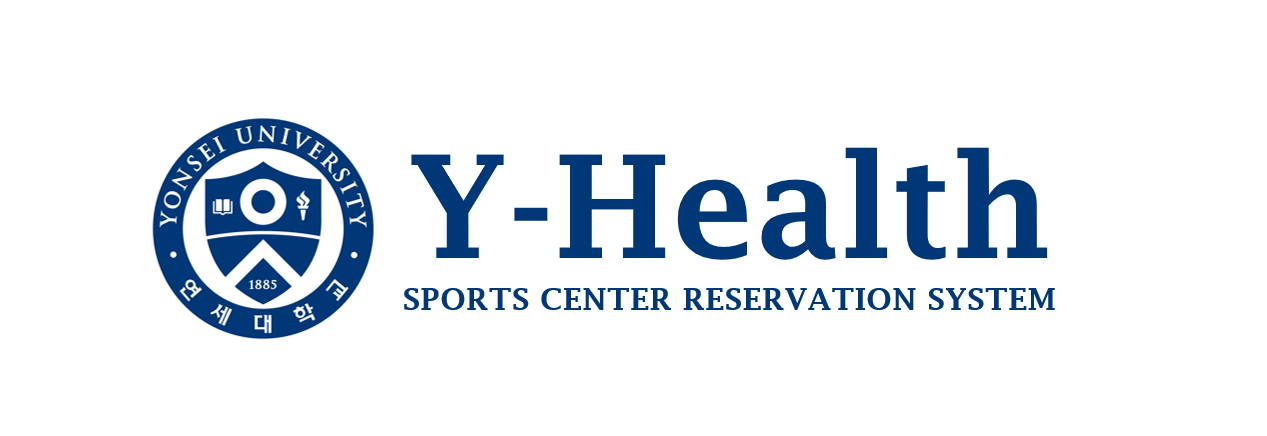 YONSEI UNIVERSITY
1885
연세대학교
Y-Health
SPORTS CENTER RESERVATION SYSTEM